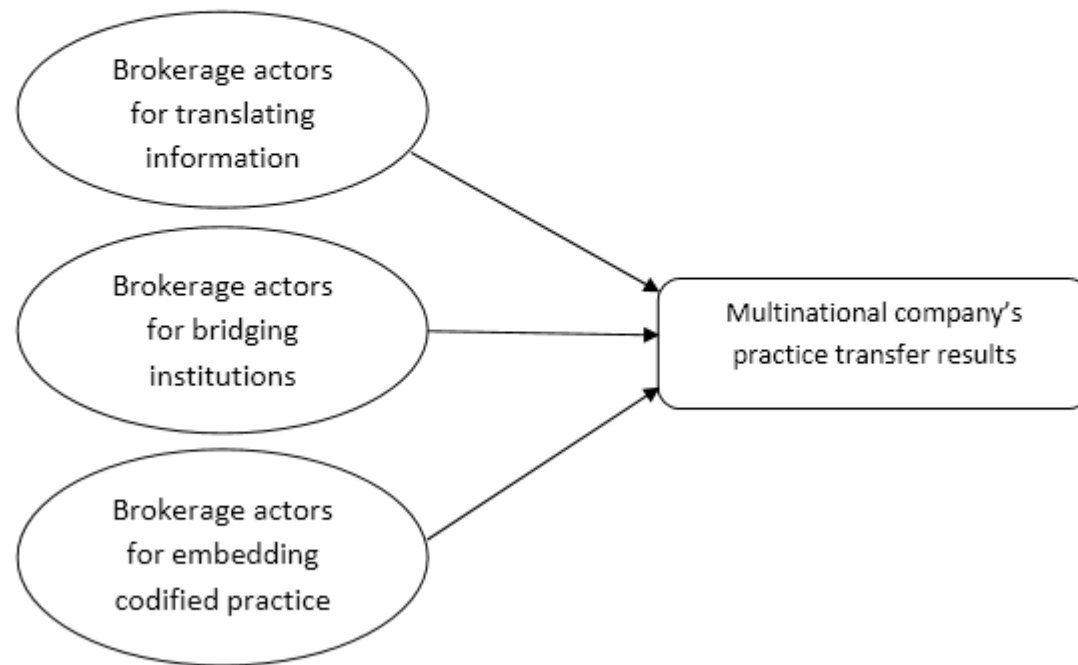 Brokerage actors
for translating
information
Brokerage actors
for bridging
institutions
Multinational company’s
practice transfer results
Brokerage actors
for embedding
codified practice